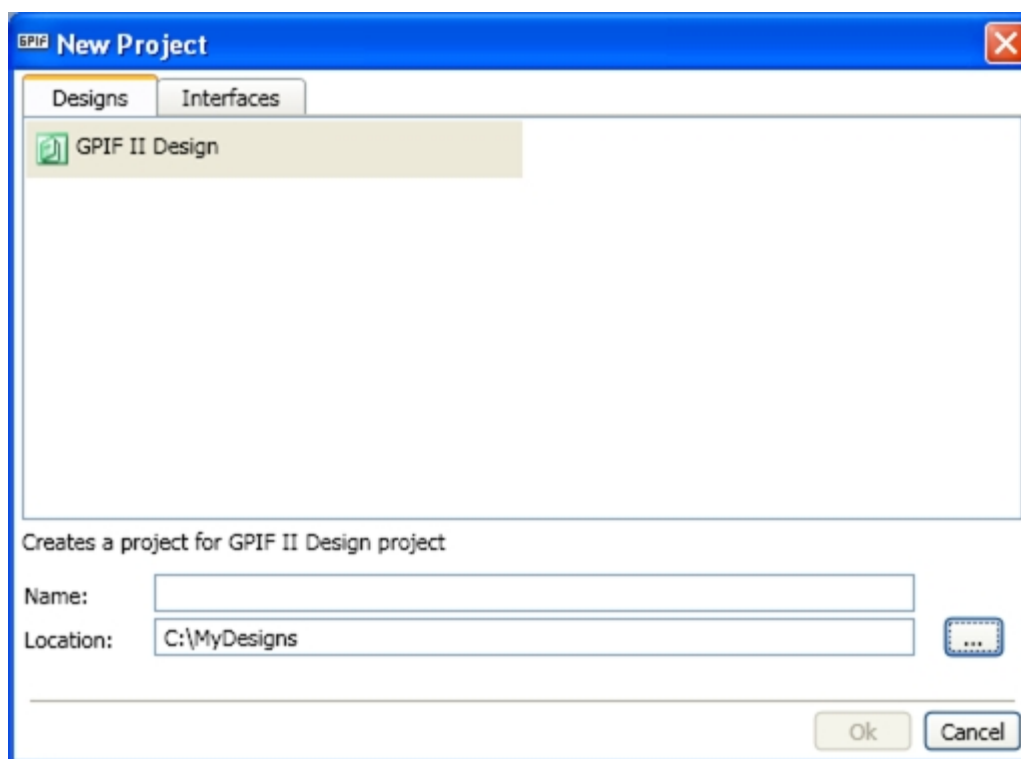 GPIF New Project
Designs Interfaces
GPIF II Design
Creates a project for GPIF II Design project
Name:
Location: C:\MyDesigns ...
Ok Cancel